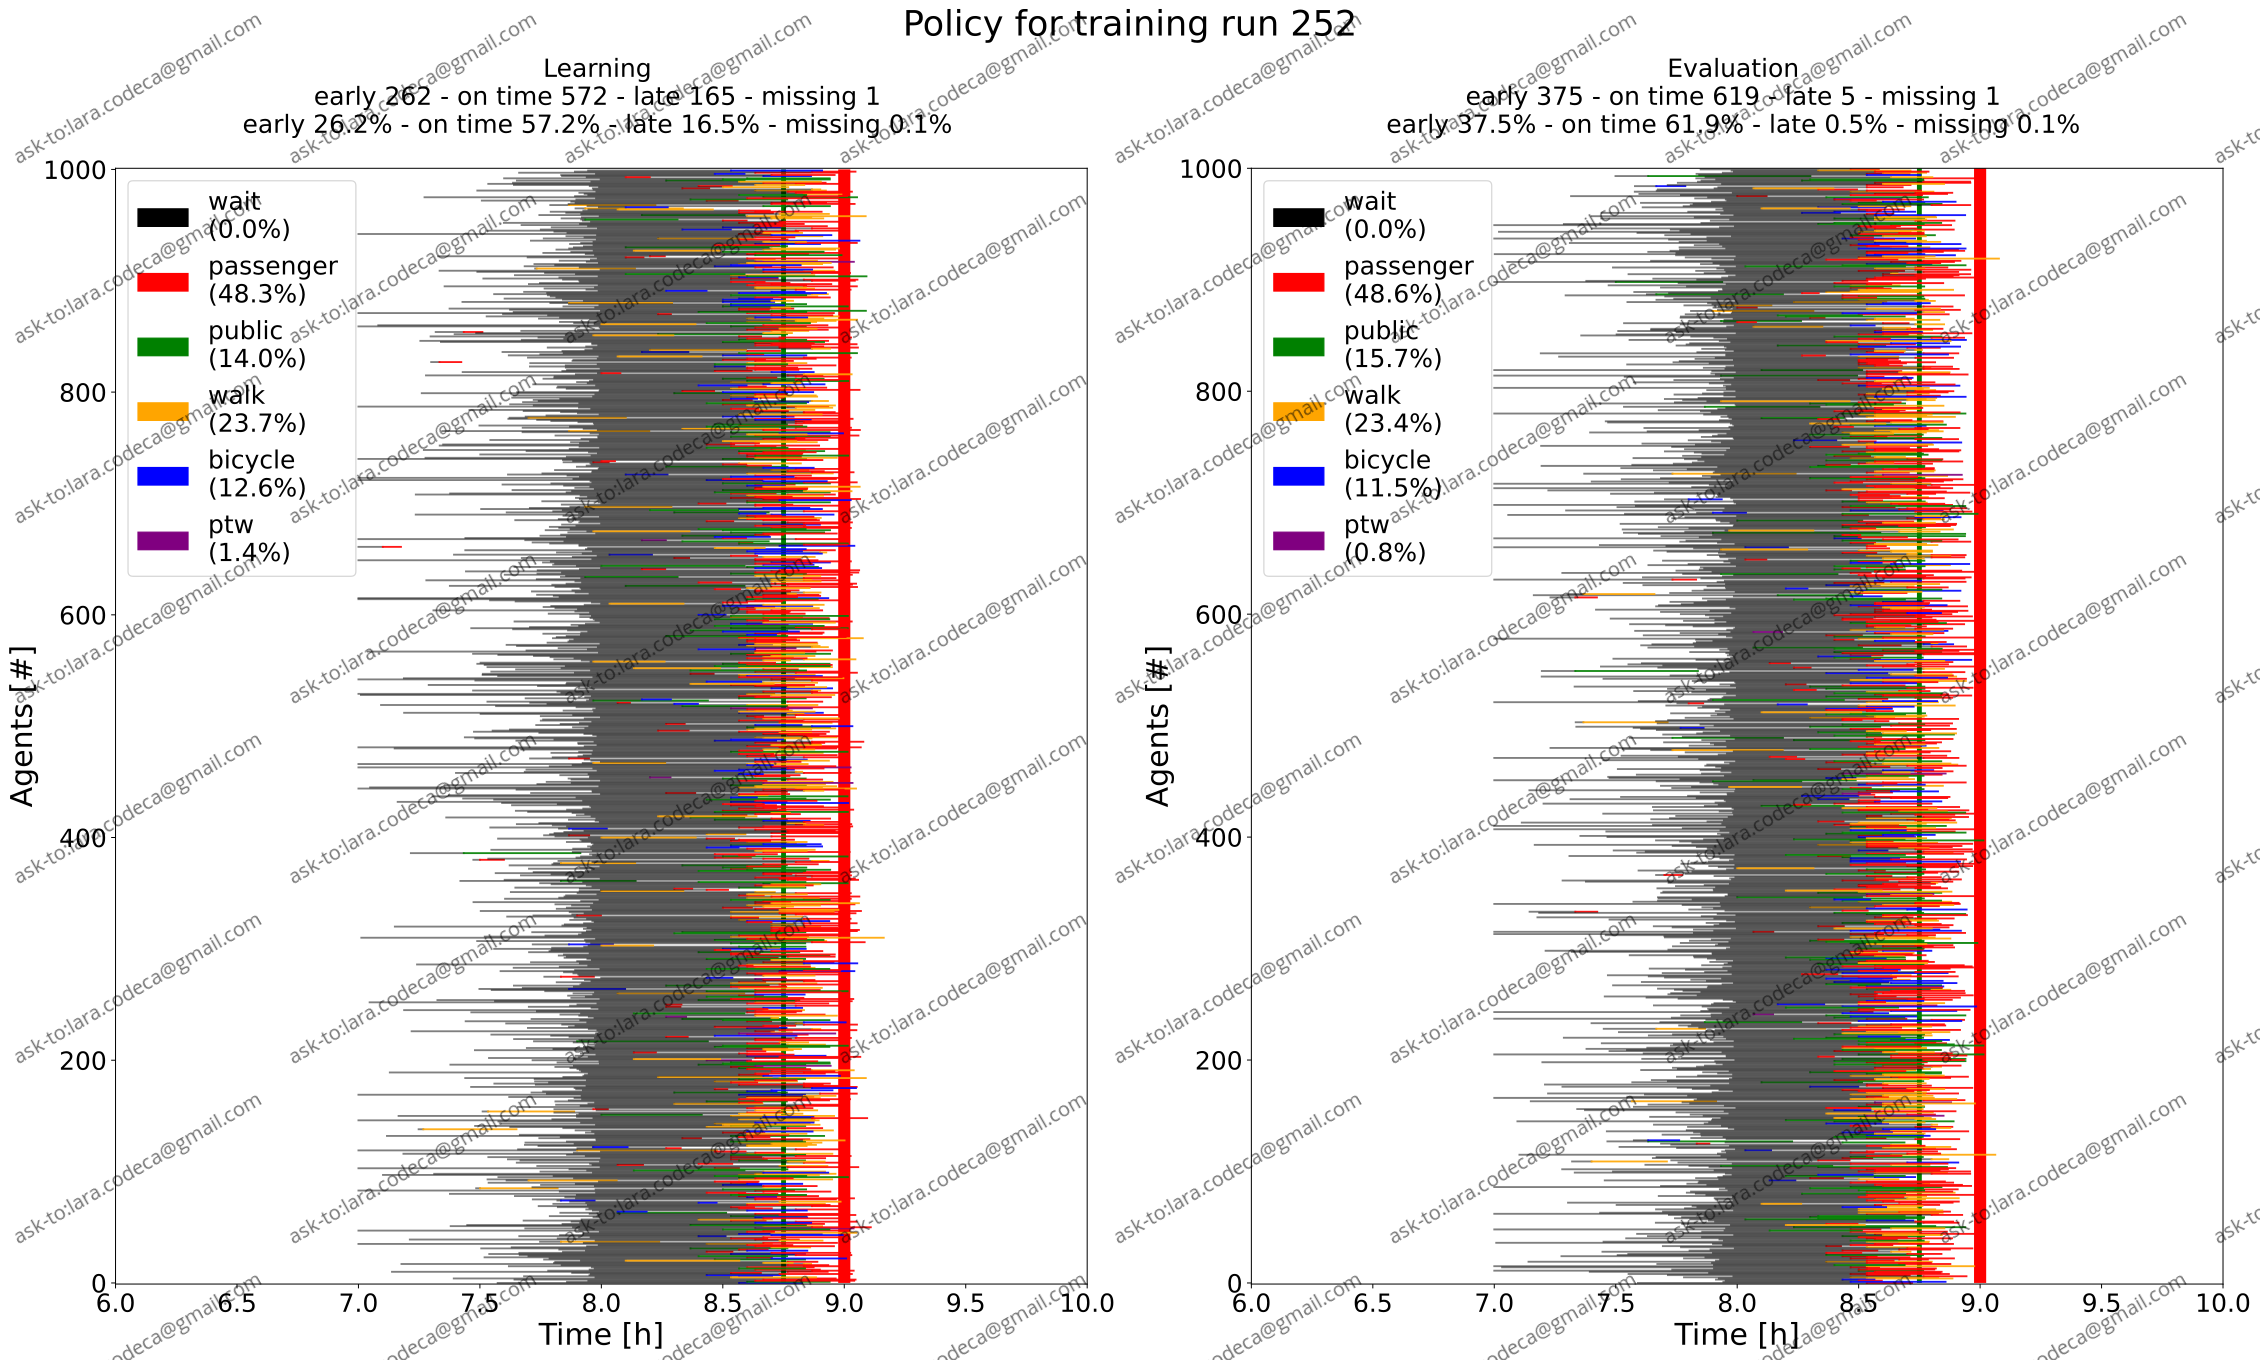 Policy for training run 252
Learning
early 262 - on time 572 - late 165 - missing 1
early 26.2% - on time 57.2% - late 16.5% - missing 0.1%
1000
800
600
400
200
0
Agents [#]
wait
(0.0%)
passenger
(48.3%)
public
(14.0%)
walk
(23.7%)
bicycle
(12.6%)
ptw
(1.4%)
6.0 6.5 7.0 7.5 8.0 8.5 9.0 9.5 10.0
Time [h]
Evaluation
early 375 - on time 619 - late 5 - missing 1
early 37.5% - on time 61.9% - late 0.5% - missing 0.1%
1000
800
600
400
200
0
Agents [#]
wait
(0.0%)
passenger
(48.6%)
public
(15.7%)
walk
(23.4%)
bicycle
(11.5%)
ptw
(0.8%)
6.0 6.5 7.0 7.5 8.0 8.5 9.0 9.5 10.0
Time [h]
ask-to:lara.codeca@gmail.com